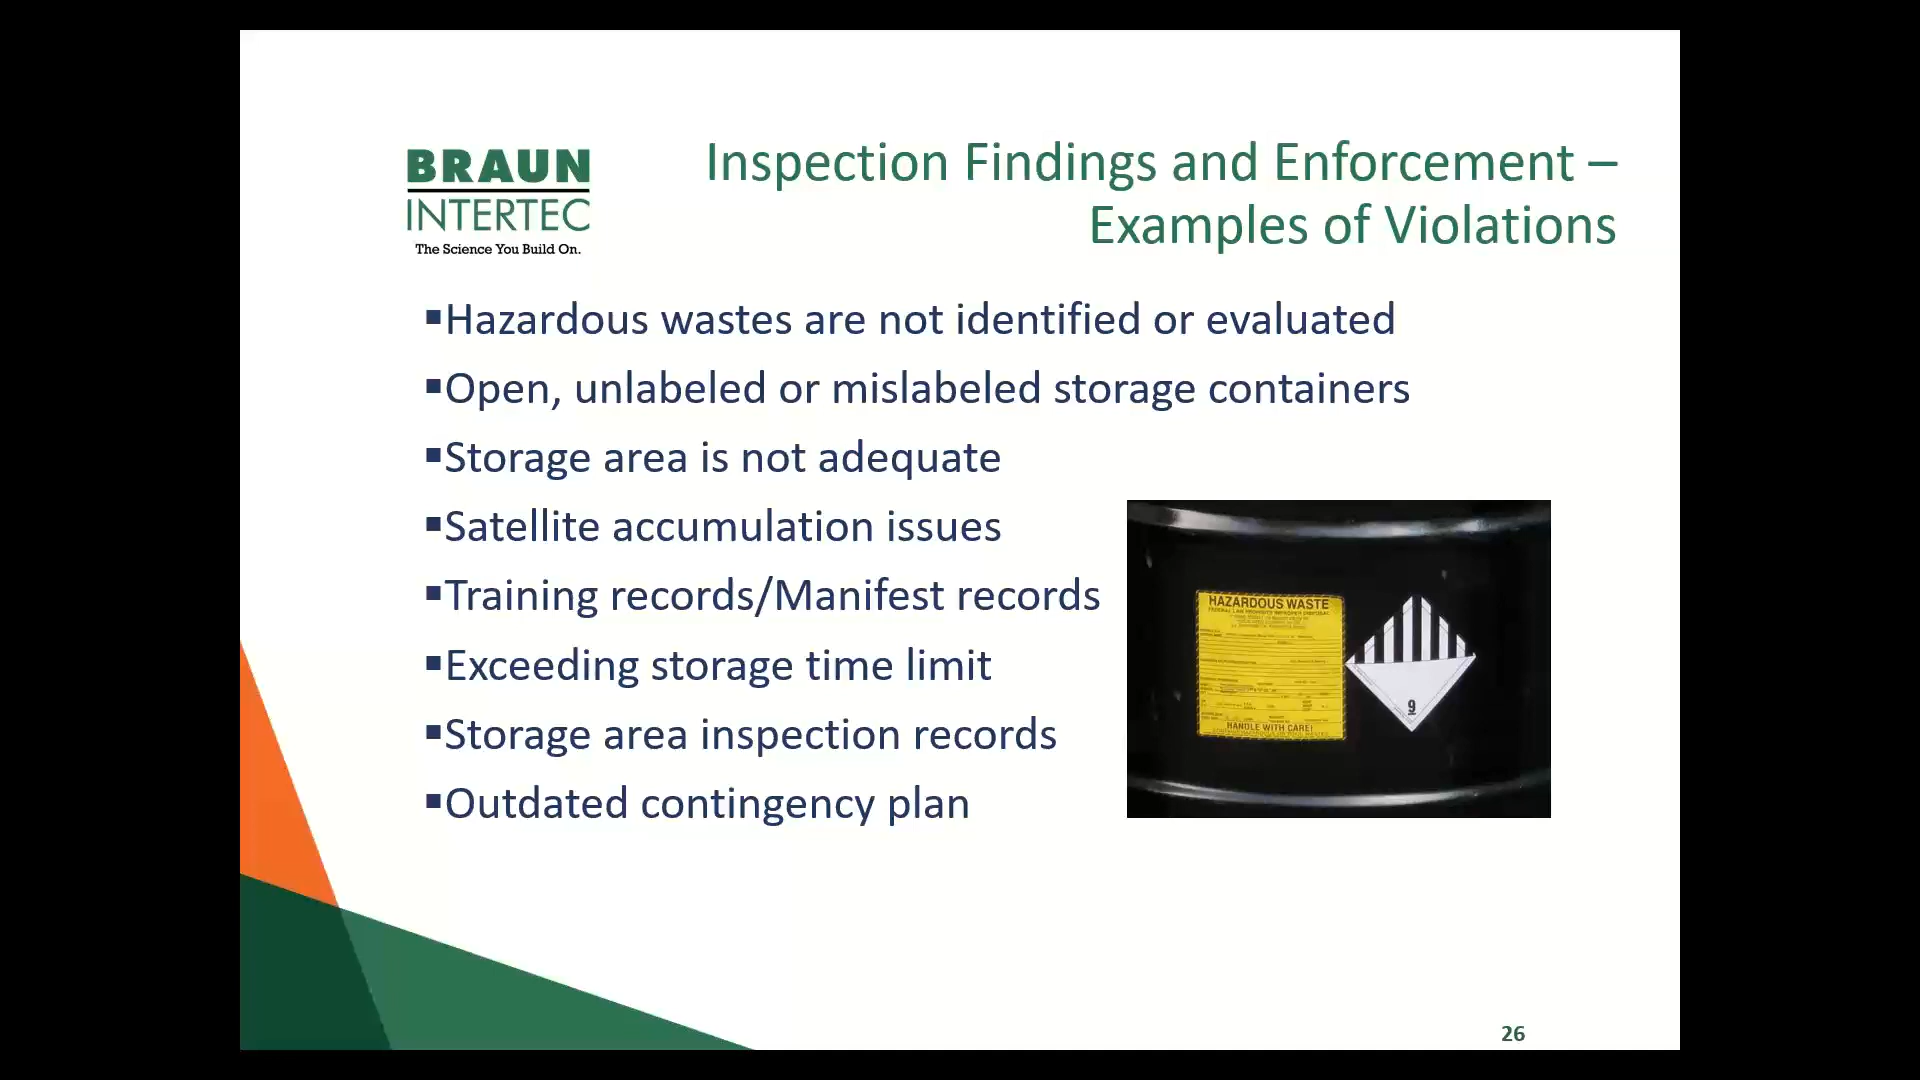 BRAUN
INTERTEC
The Science You Build On.
Inspection Findings and Enforcement –
Examples of Violations
▪Hazardous wastes are not identified or evaluated
▪Open, unlabeled or mislabeled storage containers
▪Storage area is not adequate
▪Satellite accumulation issues
▪Training records/Manifest records
▪Exceeding storage time limit
▪Storage area inspection records
▪Outdated contingency plan
HAZARDOUS WASTE
HANDLE WITH CARE!
9
26